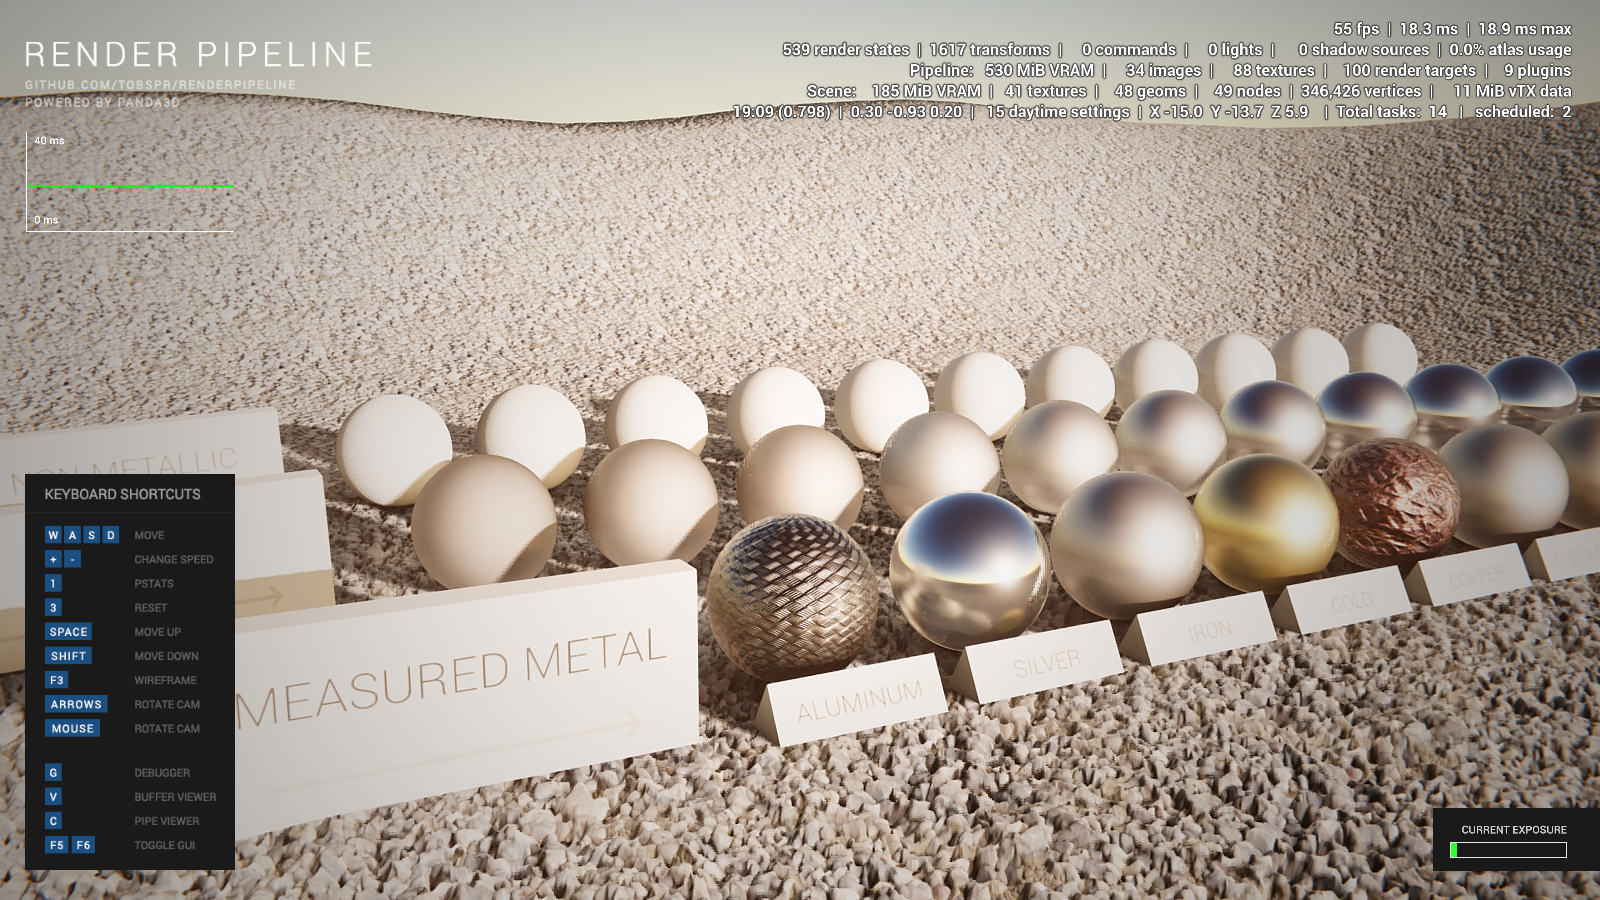 RENDER PIPELINE
GITHUB.COM/TOBSPR/RENDERPIPELINE
POWERED BY PANDA3D
55 fps | 18.3 ms | 18.9 ms max
539 render states | 1617 transforms | 0 commands | 0 lights | 0 shadow sources | 0.0% atlas usage
Pipeline: 530 MiB VRAM | 34 images | 88 textures | 100 render targets | 9 plugins
Scene: 185 MiB VRAM | 41 textures | 48 geoms | 49 nodes | 346,426 vertices | 11 MiB vTX data
19:09 (0.798) | 0.30 -0.93 0.20 | 15 daytime settings | X -15.0 Y -13.7 Z 5.9 | Total tasks: 14 | scheduled: 2
40 ms
0 ms
NON METALLIC
MEASURED METAL
ALUMINUM
SILVER
IRON
GOLD
COPPER
KEYBOARD SHORTCUTS
W A S D MOVE
+ - CHANGE SPEED
1 PSTATS
3 RESET
SPACE MOVE UP
SHIFT MOVE DOWN
F3 WIREFRAME
ARROWS ROTATE CAM
MOUSE ROTATE CAM
G DEBUGGER
V BUFFER VIEWER
C PIPE VIEWER
F5 F6 TOGGLE GUI
CURRENT EXPOSURE